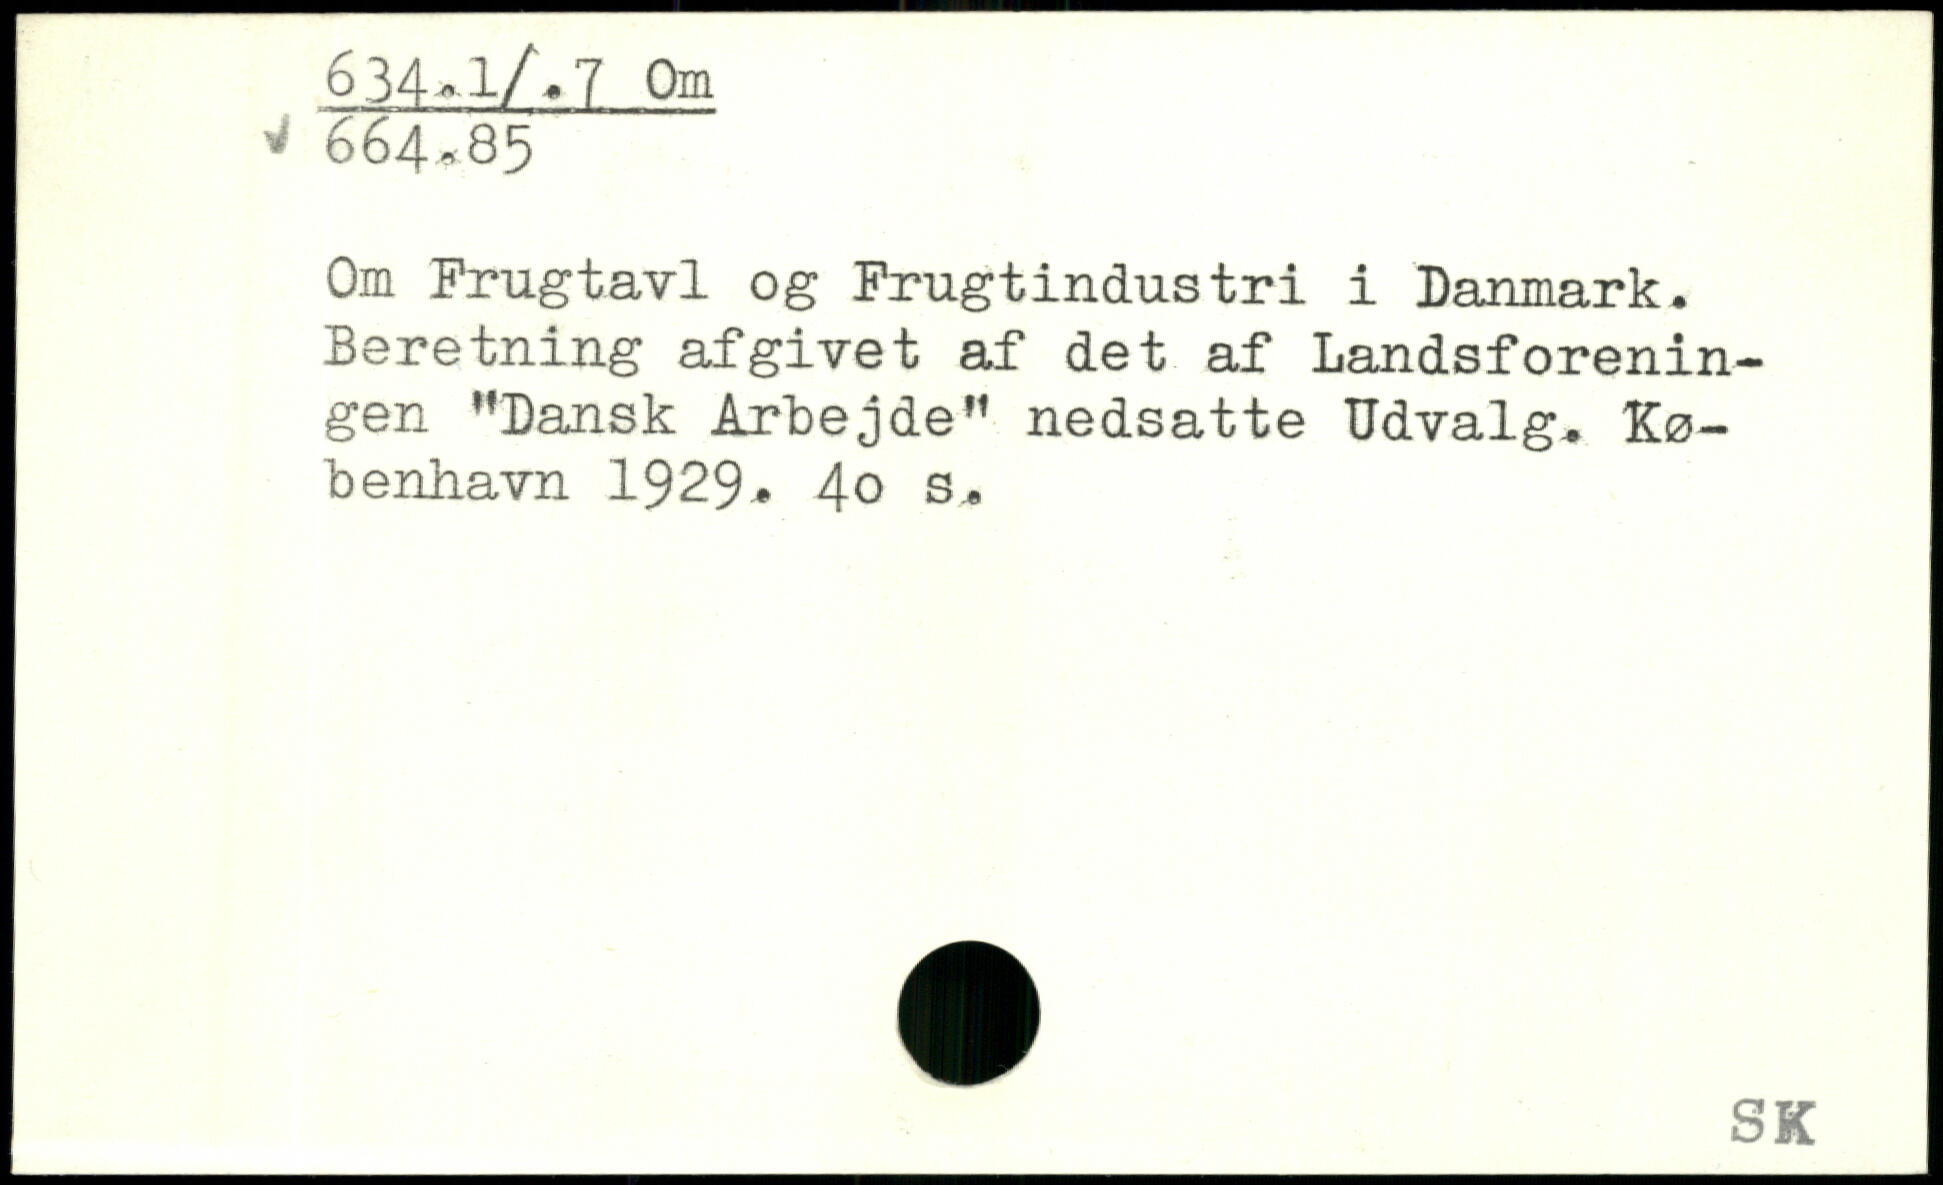 634.1/.7 Om
✓ 664.85
Om Frugtavl og Frugtindustri i Danmark.
Beretning afgivet af det af Landsforenin-
gen "Dansk Arbejde" nedsatte Udvalg. Kø-
benhavn 1929. 4o s.
SK